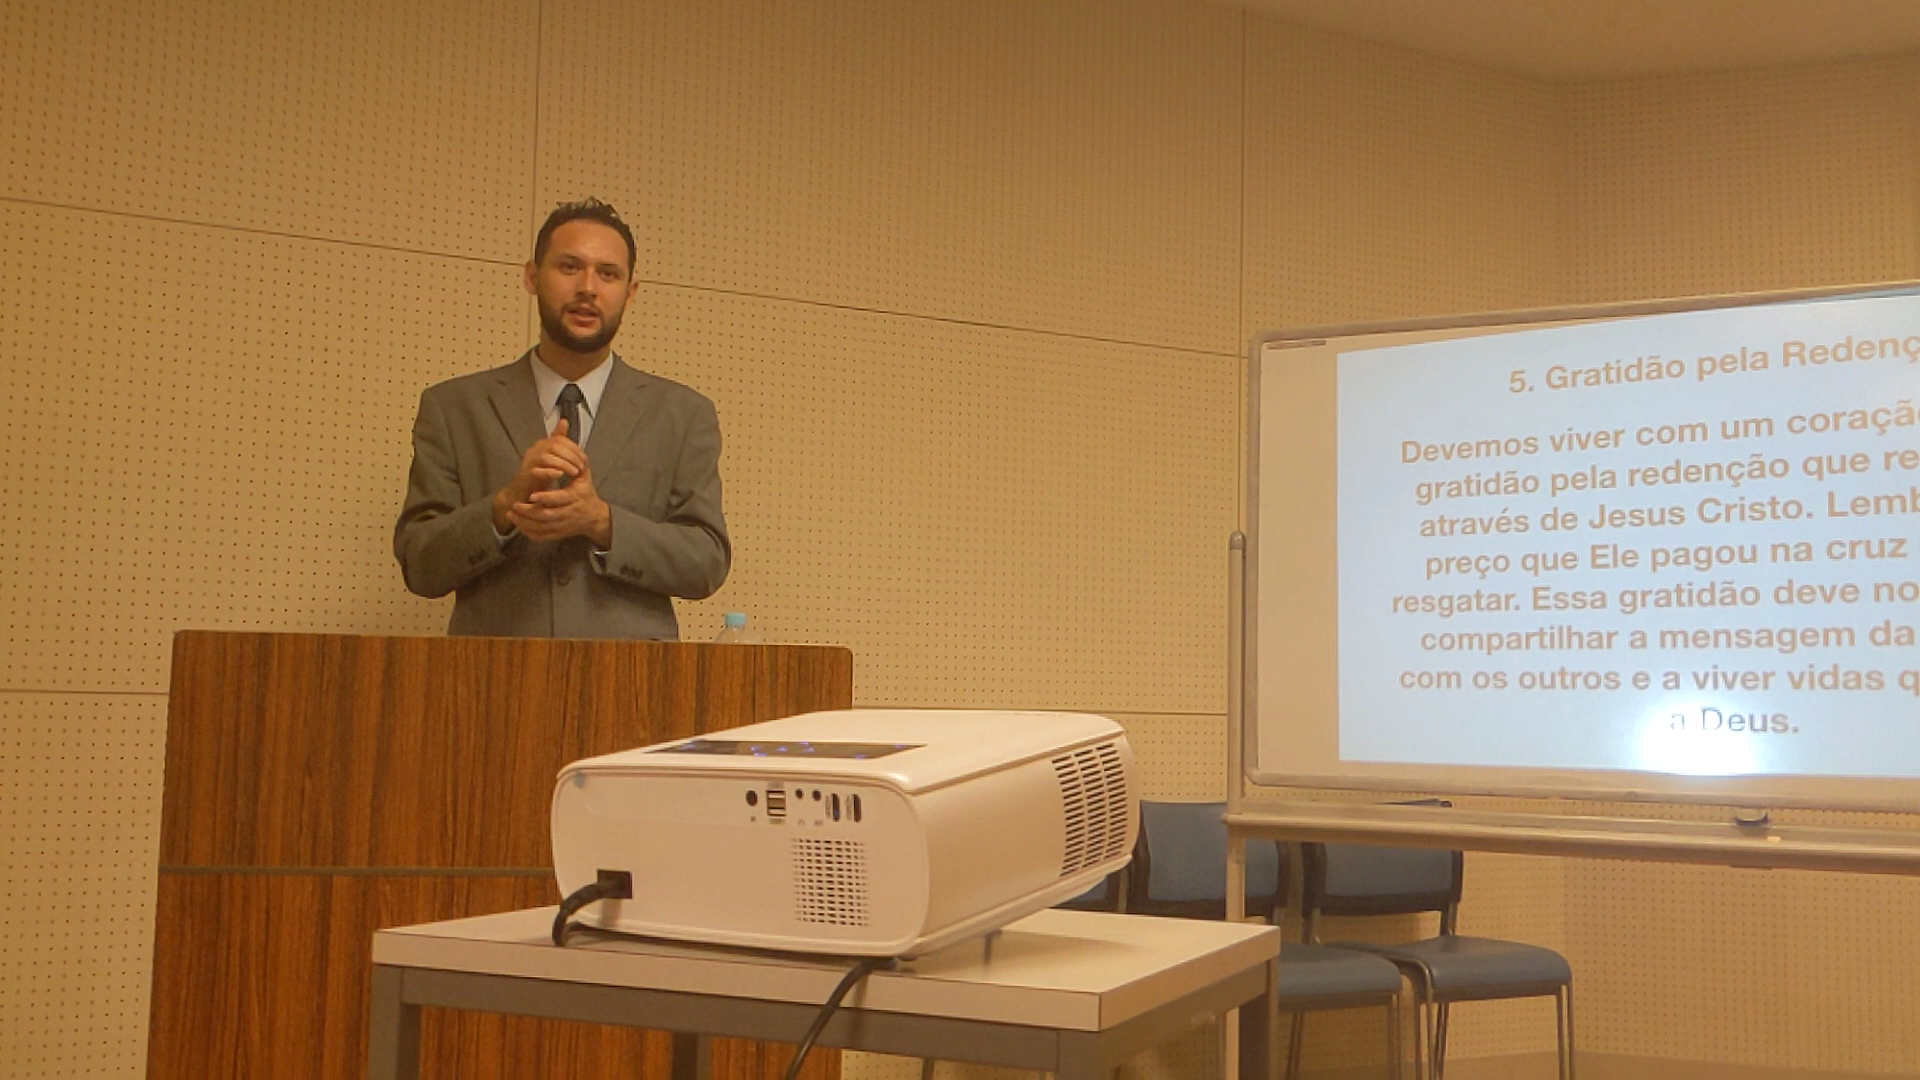 5. Gratidão pela Redenç
Devemos viver com um coraçã
gratidão pela redenção que re
através de Jesus Cristo. Lemb
preço que Ele pagou na cruz
resgatar. Essa gratidão deve no
compartilhar a mensagem da
com os outros e a viver vidas q
a Deus.